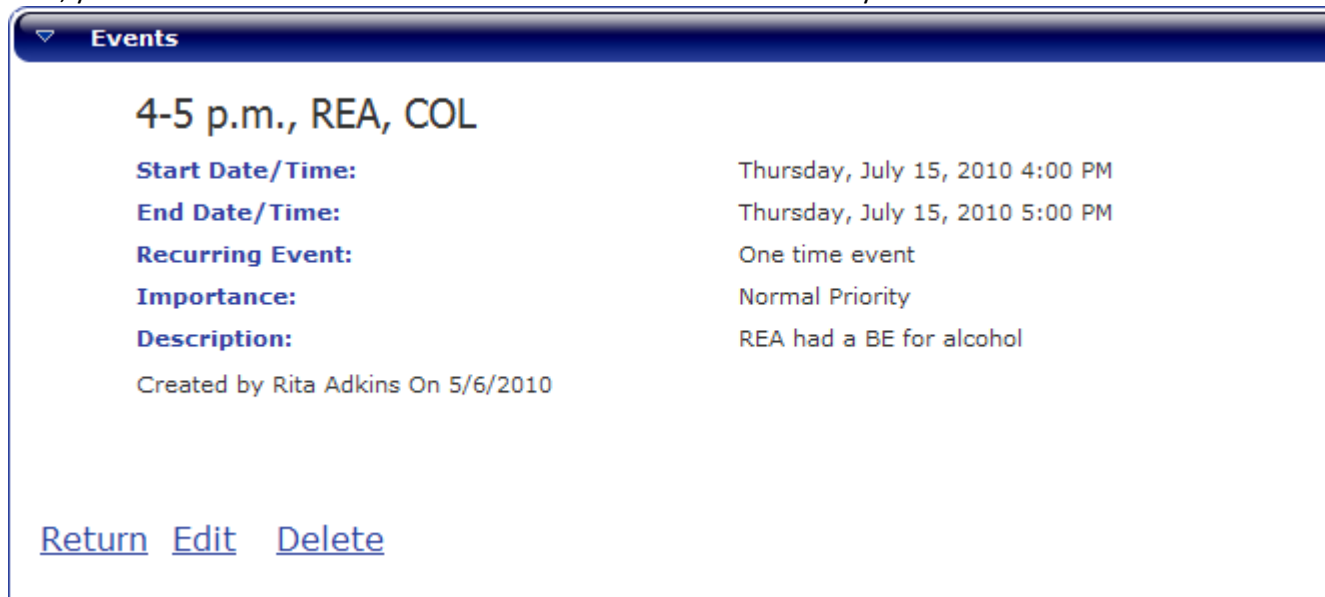 Events
4-5 p.m., REA, COL
Start Date/Time: Thursday, July 15, 2010 4:00 PM
End Date/Time: Thursday, July 15, 2010 5:00 PM
Recurring Event: One time event
Importance: Normal Priority
Description: REA had a BE for alcohol
Created by Rita Adkins On 5/6/2010
Return Edit Delete